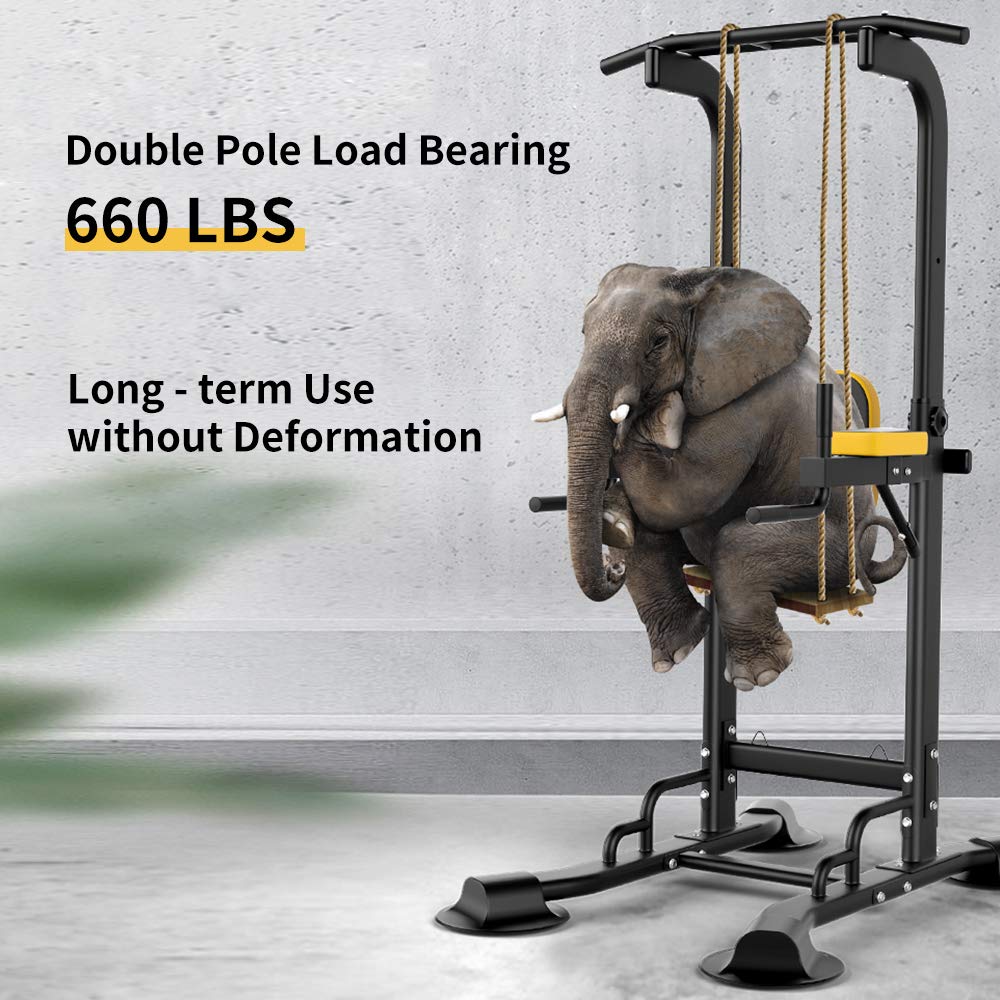 Double Pole Load Bearing
660 LBS
Long - term Use
without Deformation